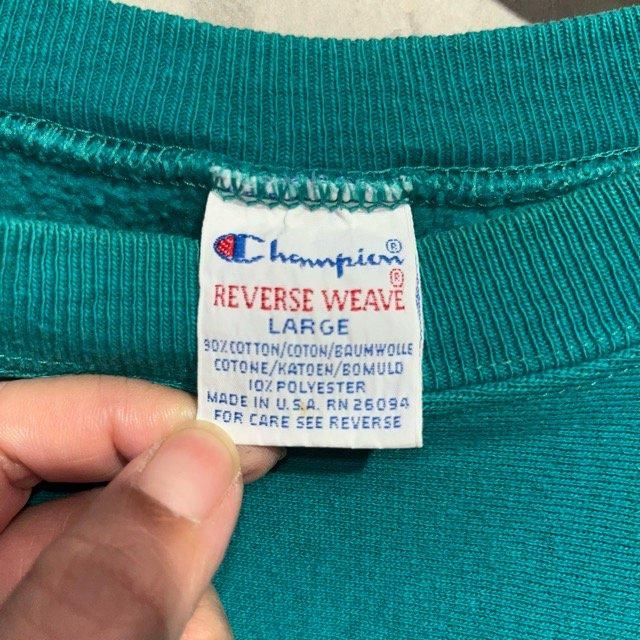 Champion®
REVERSE WEAVE®
LARGE
90% COTTON/COTON/BAUMWOLLE
COTONE/KATOEN/BOMULD
10% POLYESTER
MADE IN U.S.A. RN 26094
FOR CARE SEE REVERSE